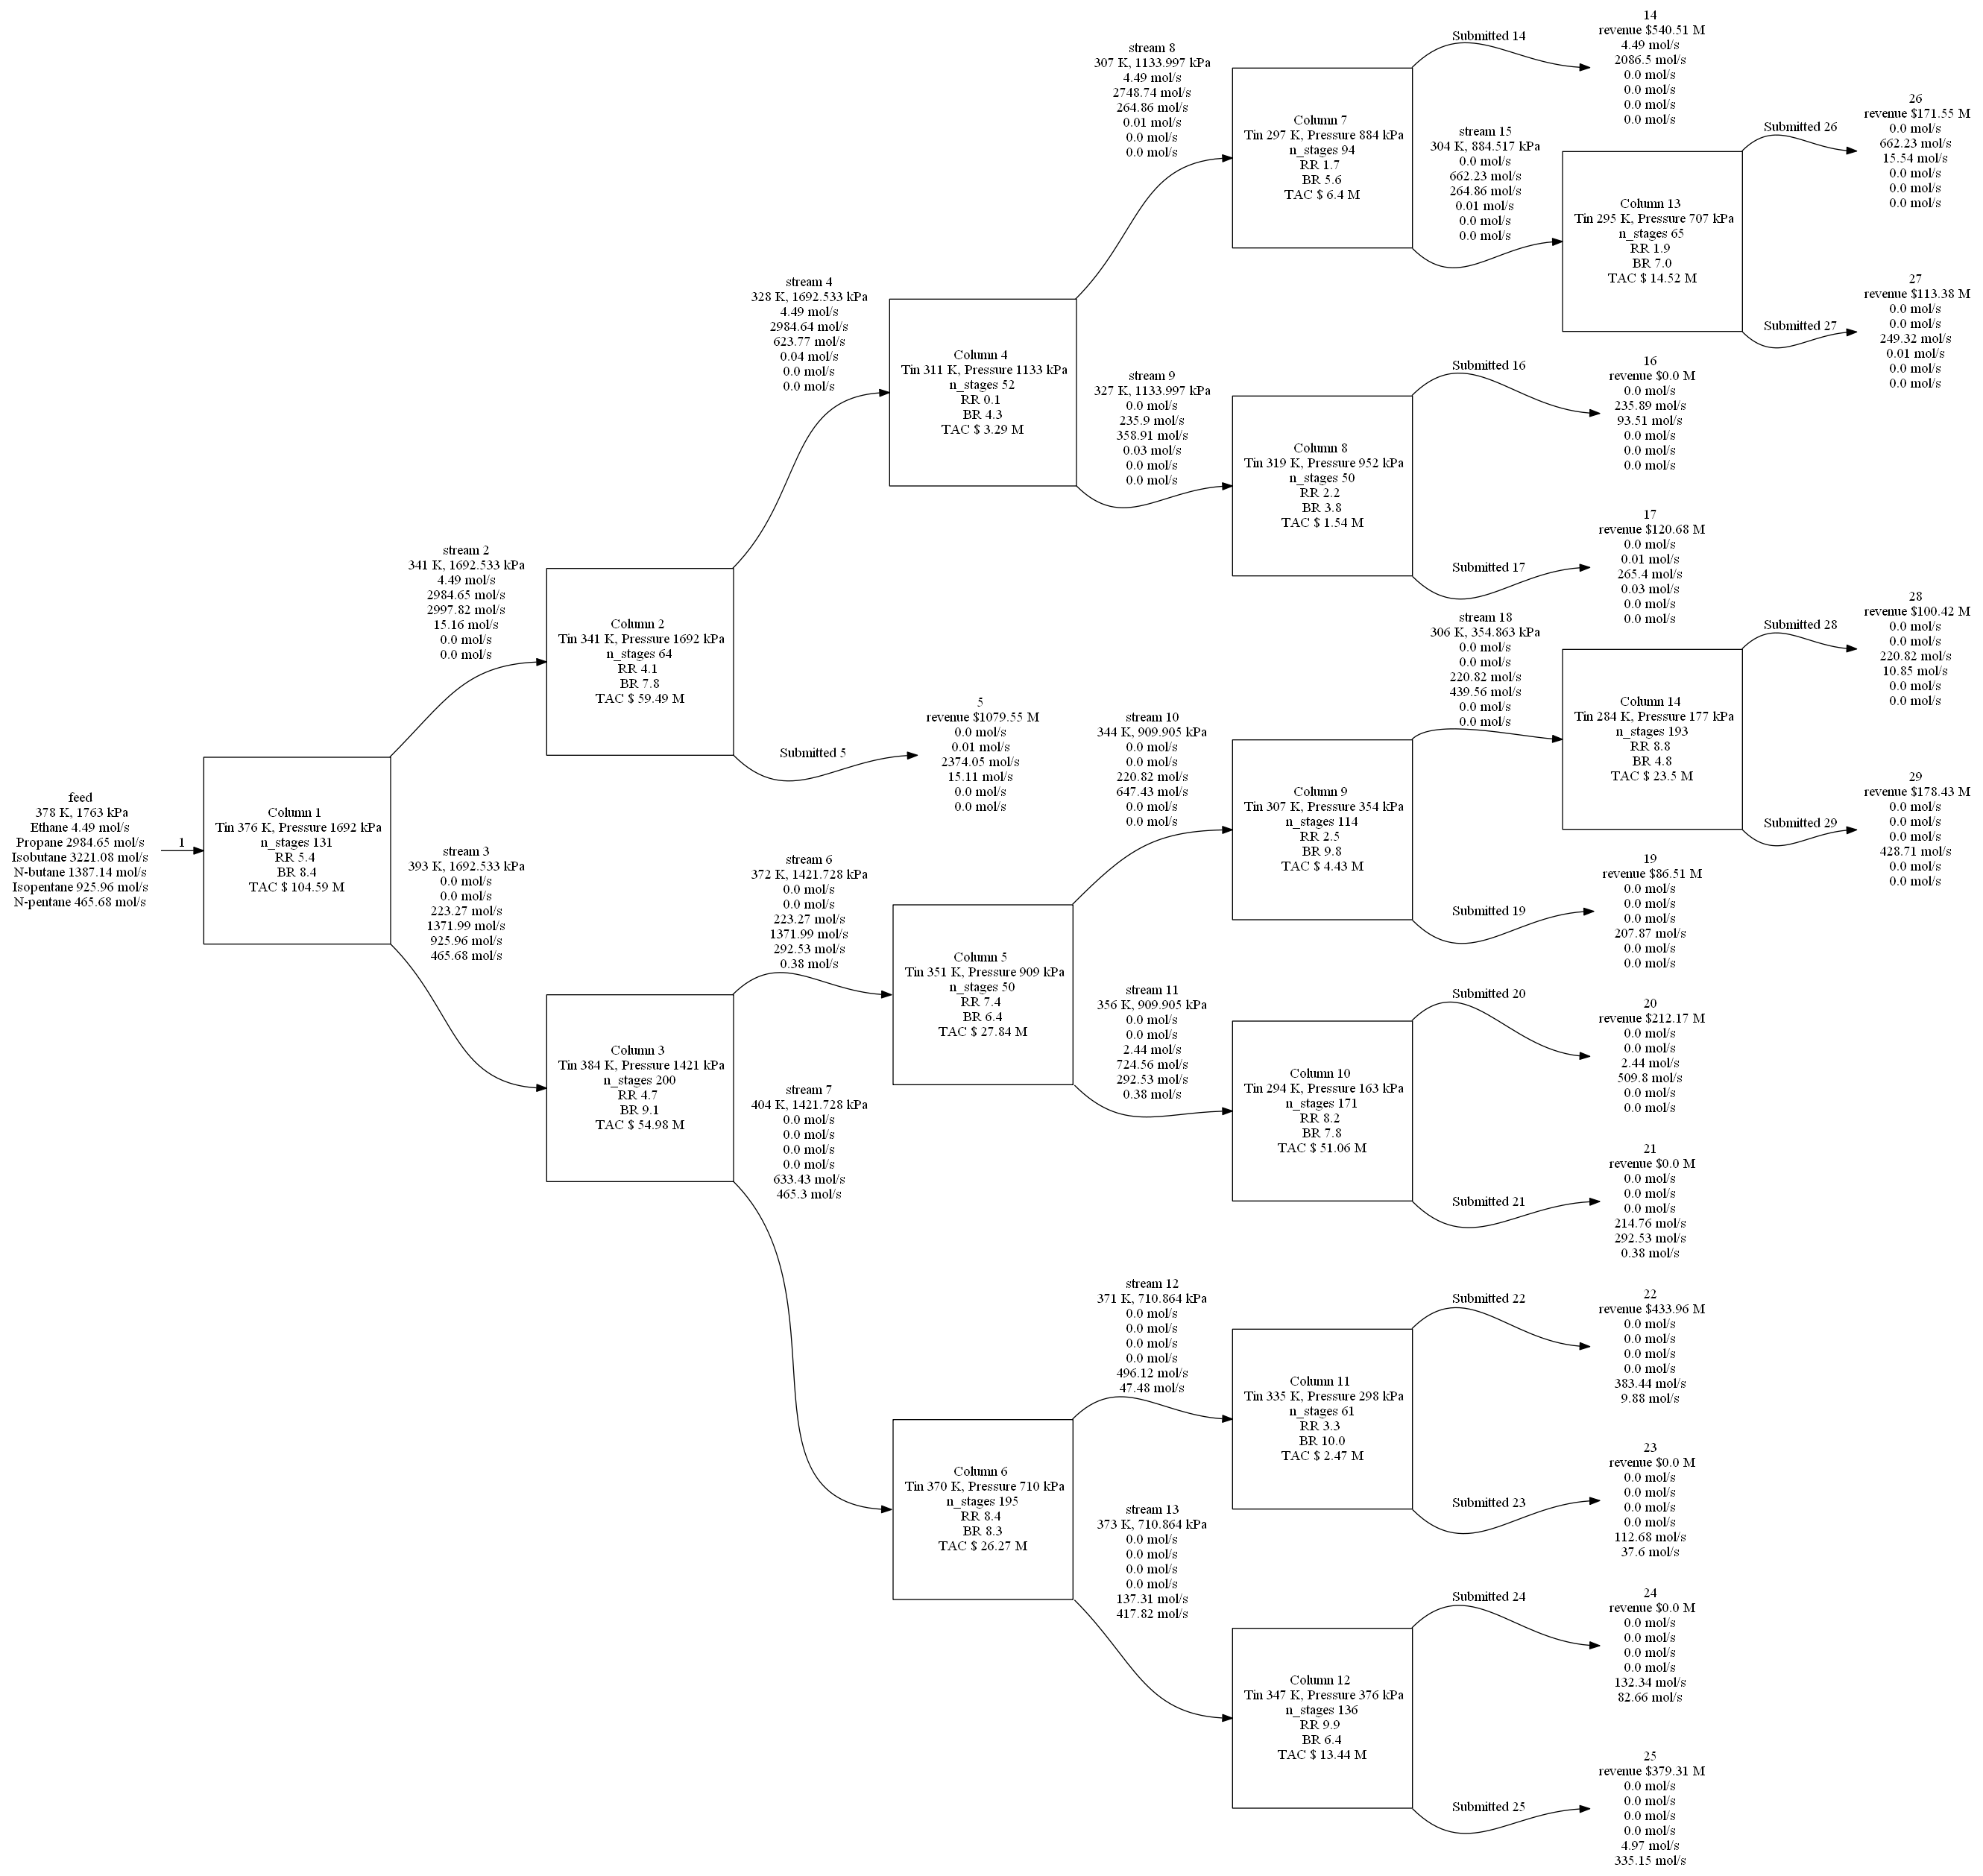 feed
378 K, 1763 kPa
Ethane 4.49 mol/s
Propane 2984.65 mol/s
Isobutane 3221.08 mol/s
N-butane 1387.14 mol/s
Isopentane 925.96 mol/s
N-pentane 465.68 mol/s
1
Column 1
Tin 376 K, Pressure 1692 kPa
n_stages 131
RR 5.4
BR 8.4
TAC $ 104.59 M
stream 2
341 K, 1692.533 kPa
4.49 mol/s
2984.65 mol/s
2997.82 mol/s
15.16 mol/s
0.0 mol/s
0.0 mol/s
stream 3
393 K, 1692.533 kPa
0.0 mol/s
0.0 mol/s
223.27 mol/s
1371.99 mol/s
925.96 mol/s
465.68 mol/s
Column 2
Tin 341 K, Pressure 1692 kPa
n_stages 64
RR 4.1
BR 7.8
TAC $ 59.49 M
Column 3
Tin 384 K, Pressure 1421 kPa
n_stages 200
RR 4.7
BR 9.1
TAC $ 54.98 M
stream 4
328 K, 1692.533 kPa
4.49 mol/s
2984.64 mol/s
623.77 mol/s
0.04 mol/s
0.0 mol/s
0.0 mol/s
Submitted 5
5
revenue $1079.55 M
0.0 mol/s
0.01 mol/s
2374.05 mol/s
15.11 mol/s
0.0 mol/s
0.0 mol/s
stream 6
372 K, 1421.728 kPa
0.0 mol/s
0.0 mol/s
223.27 mol/s
1371.99 mol/s
292.53 mol/s
0.38 mol/s
stream 7
404 K, 1421.728 kPa
0.0 mol/s
0.0 mol/s
0.0 mol/s
0.0 mol/s
633.43 mol/s
465.3 mol/s
Column 4
Tin 311 K, Pressure 1133 kPa
n_stages 52
RR 0.1
BR 4.3
TAC $ 3.29 M
Column 5
Tin 351 K, Pressure 909 kPa
n_stages 50
RR 7.4
BR 6.4
TAC $ 27.84 M
Column 6
Tin 370 K, Pressure 710 kPa
n_stages 195
RR 8.4
BR 8.3
TAC $ 26.27 M
stream 8
307 K, 1133.997 kPa
4.49 mol/s
2748.74 mol/s
264.86 mol/s
0.01 mol/s
0.0 mol/s
0.0 mol/s
stream 9
327 K, 1133.997 kPa
0.0 mol/s
235.9 mol/s
358.91 mol/s
0.03 mol/s
0.0 mol/s
0.0 mol/s
stream 10
344 K, 909.905 kPa
0.0 mol/s
0.0 mol/s
220.82 mol/s
647.43 mol/s
0.0 mol/s
0.0 mol/s
stream 11
356 K, 909.905 kPa
0.0 mol/s
0.0 mol/s
2.44 mol/s
724.56 mol/s
292.53 mol/s
0.38 mol/s
stream 12
371 K, 710.864 kPa
0.0 mol/s
0.0 mol/s
0.0 mol/s
0.0 mol/s
496.12 mol/s
47.48 mol/s
stream 13
373 K, 710.864 kPa
0.0 mol/s
0.0 mol/s
0.0 mol/s
0.0 mol/s
137.31 mol/s
417.82 mol/s
Column 7
Tin 297 K, Pressure 884 kPa
n_stages 94
RR 1.7
BR 5.6
TAC $ 6.4 M
Column 8
Tin 319 K, Pressure 952 kPa
n_stages 50
RR 2.2
BR 3.8
TAC $ 1.54 M
Column 9
Tin 307 K, Pressure 354 kPa
n_stages 114
RR 2.5
BR 9.8
TAC $ 4.43 M
Column 10
Tin 294 K, Pressure 163 kPa
n_stages 171
RR 8.2
BR 7.8
TAC $ 51.06 M
Column 11
Tin 335 K, Pressure 298 kPa
n_stages 61
RR 3.3
BR 10.0
TAC $ 2.47 M
Column 12
Tin 347 K, Pressure 376 kPa
n_stages 136
RR 9.9
BR 6.4
TAC $ 13.44 M
Submitted 14
14
revenue $540.51 M
4.49 mol/s
2086.5 mol/s
0.0 mol/s
0.0 mol/s
0.0 mol/s
0.0 mol/s
stream 15
304 K, 884.517 kPa
0.0 mol/s
662.23 mol/s
264.86 mol/s
0.01 mol/s
0.0 mol/s
0.0 mol/s
Column 13
Tin 295 K, Pressure 707 kPa
n_stages 65
RR 1.9
BR 7.0
TAC $ 14.52 M
Submitted 26
26
revenue $171.55 M
0.0 mol/s
662.23 mol/s
15.54 mol/s
0.0 mol/s
0.0 mol/s
0.0 mol/s
Submitted 27
27
revenue $113.38 M
0.0 mol/s
0.0 mol/s
249.32 mol/s
0.01 mol/s
0.0 mol/s
0.0 mol/s
Submitted 16
16
revenue $0.0 M
0.0 mol/s
235.89 mol/s
93.51 mol/s
0.0 mol/s
0.0 mol/s
0.0 mol/s
Submitted 17
17
revenue $120.68 M
0.0 mol/s
0.01 mol/s
265.4 mol/s
0.03 mol/s
0.0 mol/s
0.0 mol/s
stream 18
306 K, 354.863 kPa
0.0 mol/s
0.0 mol/s
220.82 mol/s
439.56 mol/s
0.0 mol/s
0.0 mol/s
Column 14
Tin 284 K, Pressure 177 kPa
n_stages 193
RR 8.8
BR 4.8
TAC $ 23.5 M
Submitted 28
28
revenue $100.42 M
0.0 mol/s
0.0 mol/s
220.82 mol/s
10.85 mol/s
0.0 mol/s
0.0 mol/s
Submitted 29
29
revenue $178.43 M
0.0 mol/s
0.0 mol/s
0.0 mol/s
428.71 mol/s
0.0 mol/s
0.0 mol/s
Submitted 19
19
revenue $86.51 M
0.0 mol/s
0.0 mol/s
0.0 mol/s
207.87 mol/s
0.0 mol/s
0.0 mol/s
Submitted 20
20
revenue $212.17 M
0.0 mol/s
0.0 mol/s
2.44 mol/s
509.8 mol/s
0.0 mol/s
0.0 mol/s
Submitted 21
21
revenue $0.0 M
0.0 mol/s
0.0 mol/s
0.0 mol/s
214.76 mol/s
292.53 mol/s
0.38 mol/s
Submitted 22
22
revenue $433.96 M
0.0 mol/s
0.0 mol/s
0.0 mol/s
0.0 mol/s
383.44 mol/s
9.88 mol/s
Submitted 23
23
revenue $0.0 M
0.0 mol/s
0.0 mol/s
0.0 mol/s
0.0 mol/s
112.68 mol/s
37.6 mol/s
Submitted 24
24
revenue $0.0 M
0.0 mol/s
0.0 mol/s
0.0 mol/s
0.0 mol/s
132.34 mol/s
82.66 mol/s
Submitted 25
25
revenue $379.31 M
0.0 mol/s
0.0 mol/s
0.0 mol/s
0.0 mol/s
4.97 mol/s
335.15 mol/s